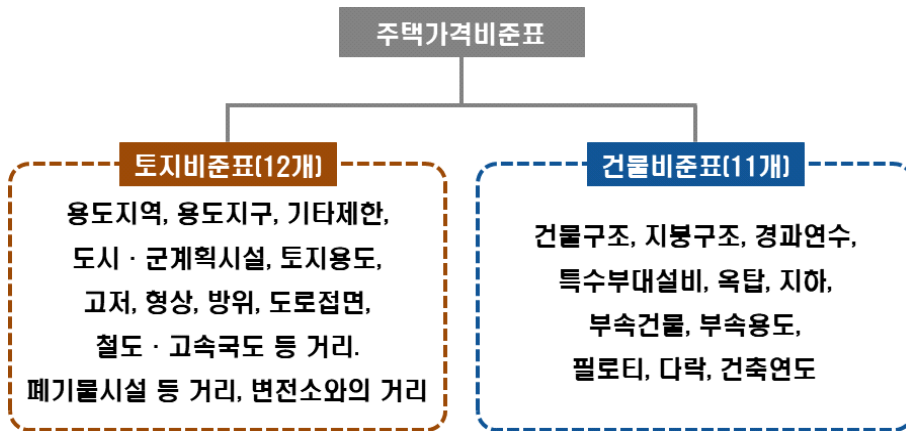 주택가격비준표
토지비준표(12개)
용도지역, 용도지구, 기타제한,
도시 · 군계획시설, 토지용도,
고저, 형상, 방위, 도로접면,
철도 · 고속국도 등 거리.
폐기물시설 등 거리, 변전소와의 거리
건물비준표(11개)
건물구조, 지붕구조, 경과연수,
특수부대설비, 옥탑, 지하,
부속건물, 부속용도,
필로티, 다락, 건축연도